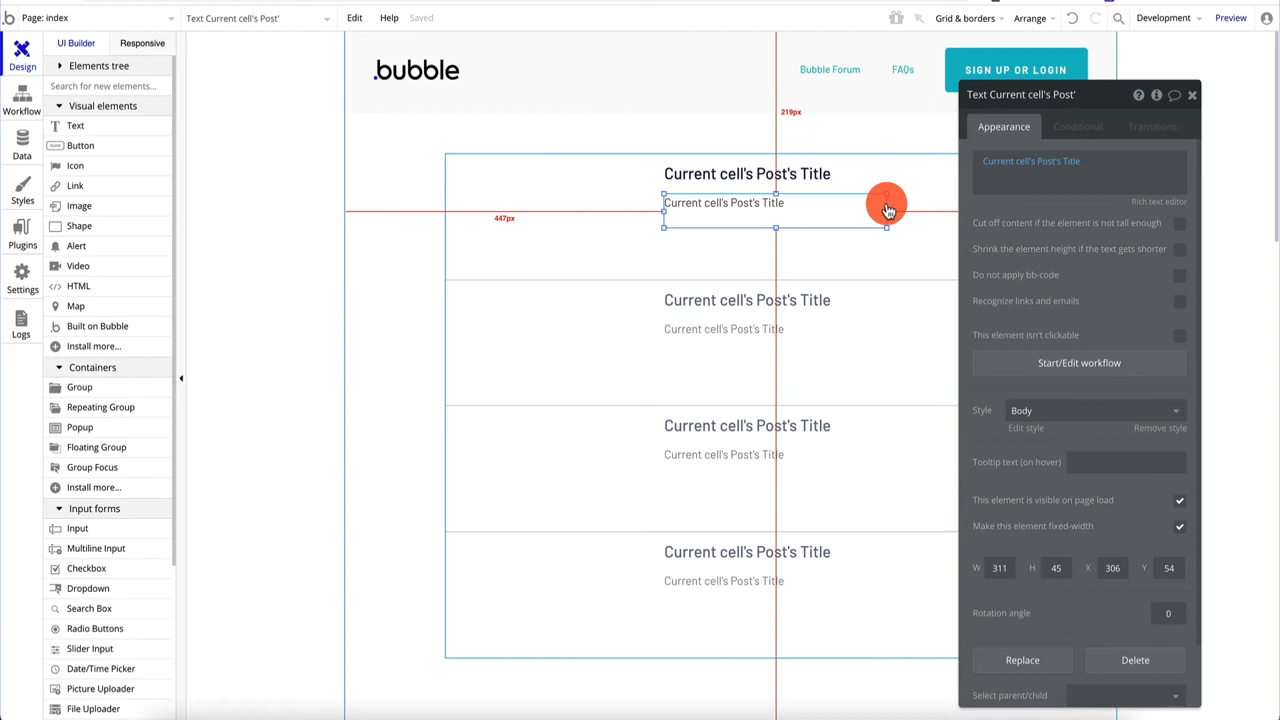 Page: index
Text Current cell's Post'
Edit
Help
Saved
Grid & borders
Arrange
Development
Preview
Design
Workflow
Data
Styles
Plugins
Settings
Logs
UI Builder
Responsive
Elements tree
Search for new elements...
Visual elements
Text
CLICK
Button
Icon
Link
Image
Shape
Alert
Video
HTML
Map
Built on Bubble
Install more...
Containers
Group
Repeating Group
Popup
Floating Group
Group Focus
Install more...
Input forms
Input
Multiline Input
Checkbox
Dropdown
Search Box
Radio Buttons
Slider Input
Date/Time Picker
Picture Uploader
File Uploader
.bubble
Bubble Forum
FAQs
SIGN UP OR LOGIN
219px
447px
Current cell's Post's Title
Current cell's Post's Title
Current cell's Post's Title
Current cell's Post's Title
Current cell's Post's Title
Current cell's Post's Title
Current cell's Post's Title
Current cell's Post's Title
Text Current cell's Post'
Appearance
Conditional
Transitions
Current cell's Post's Title
Rich text editor
Cut off content if the element is not tall enough
Shrink the element height if the text gets shorter
Do not apply bb-code
Recognize links and emails
This element isn't clickable
Start/Edit workflow
Style
Body
Edit style
Remove style
Tooltip text (on hover)
This element is visible on page load
Make this element fixed-width
W 311 H 45 X 306 Y 54
Rotation angle
0
Replace
Delete
Select parent/child